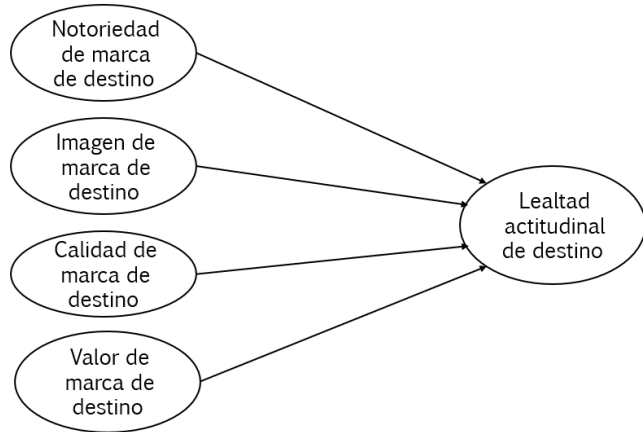 Notoriedad
de marca
de destino
Imagen de
marca de
destino
Calidad de
marca de
destino
Valor de
marca de
destino
Lealtad
actitudinal
de destino